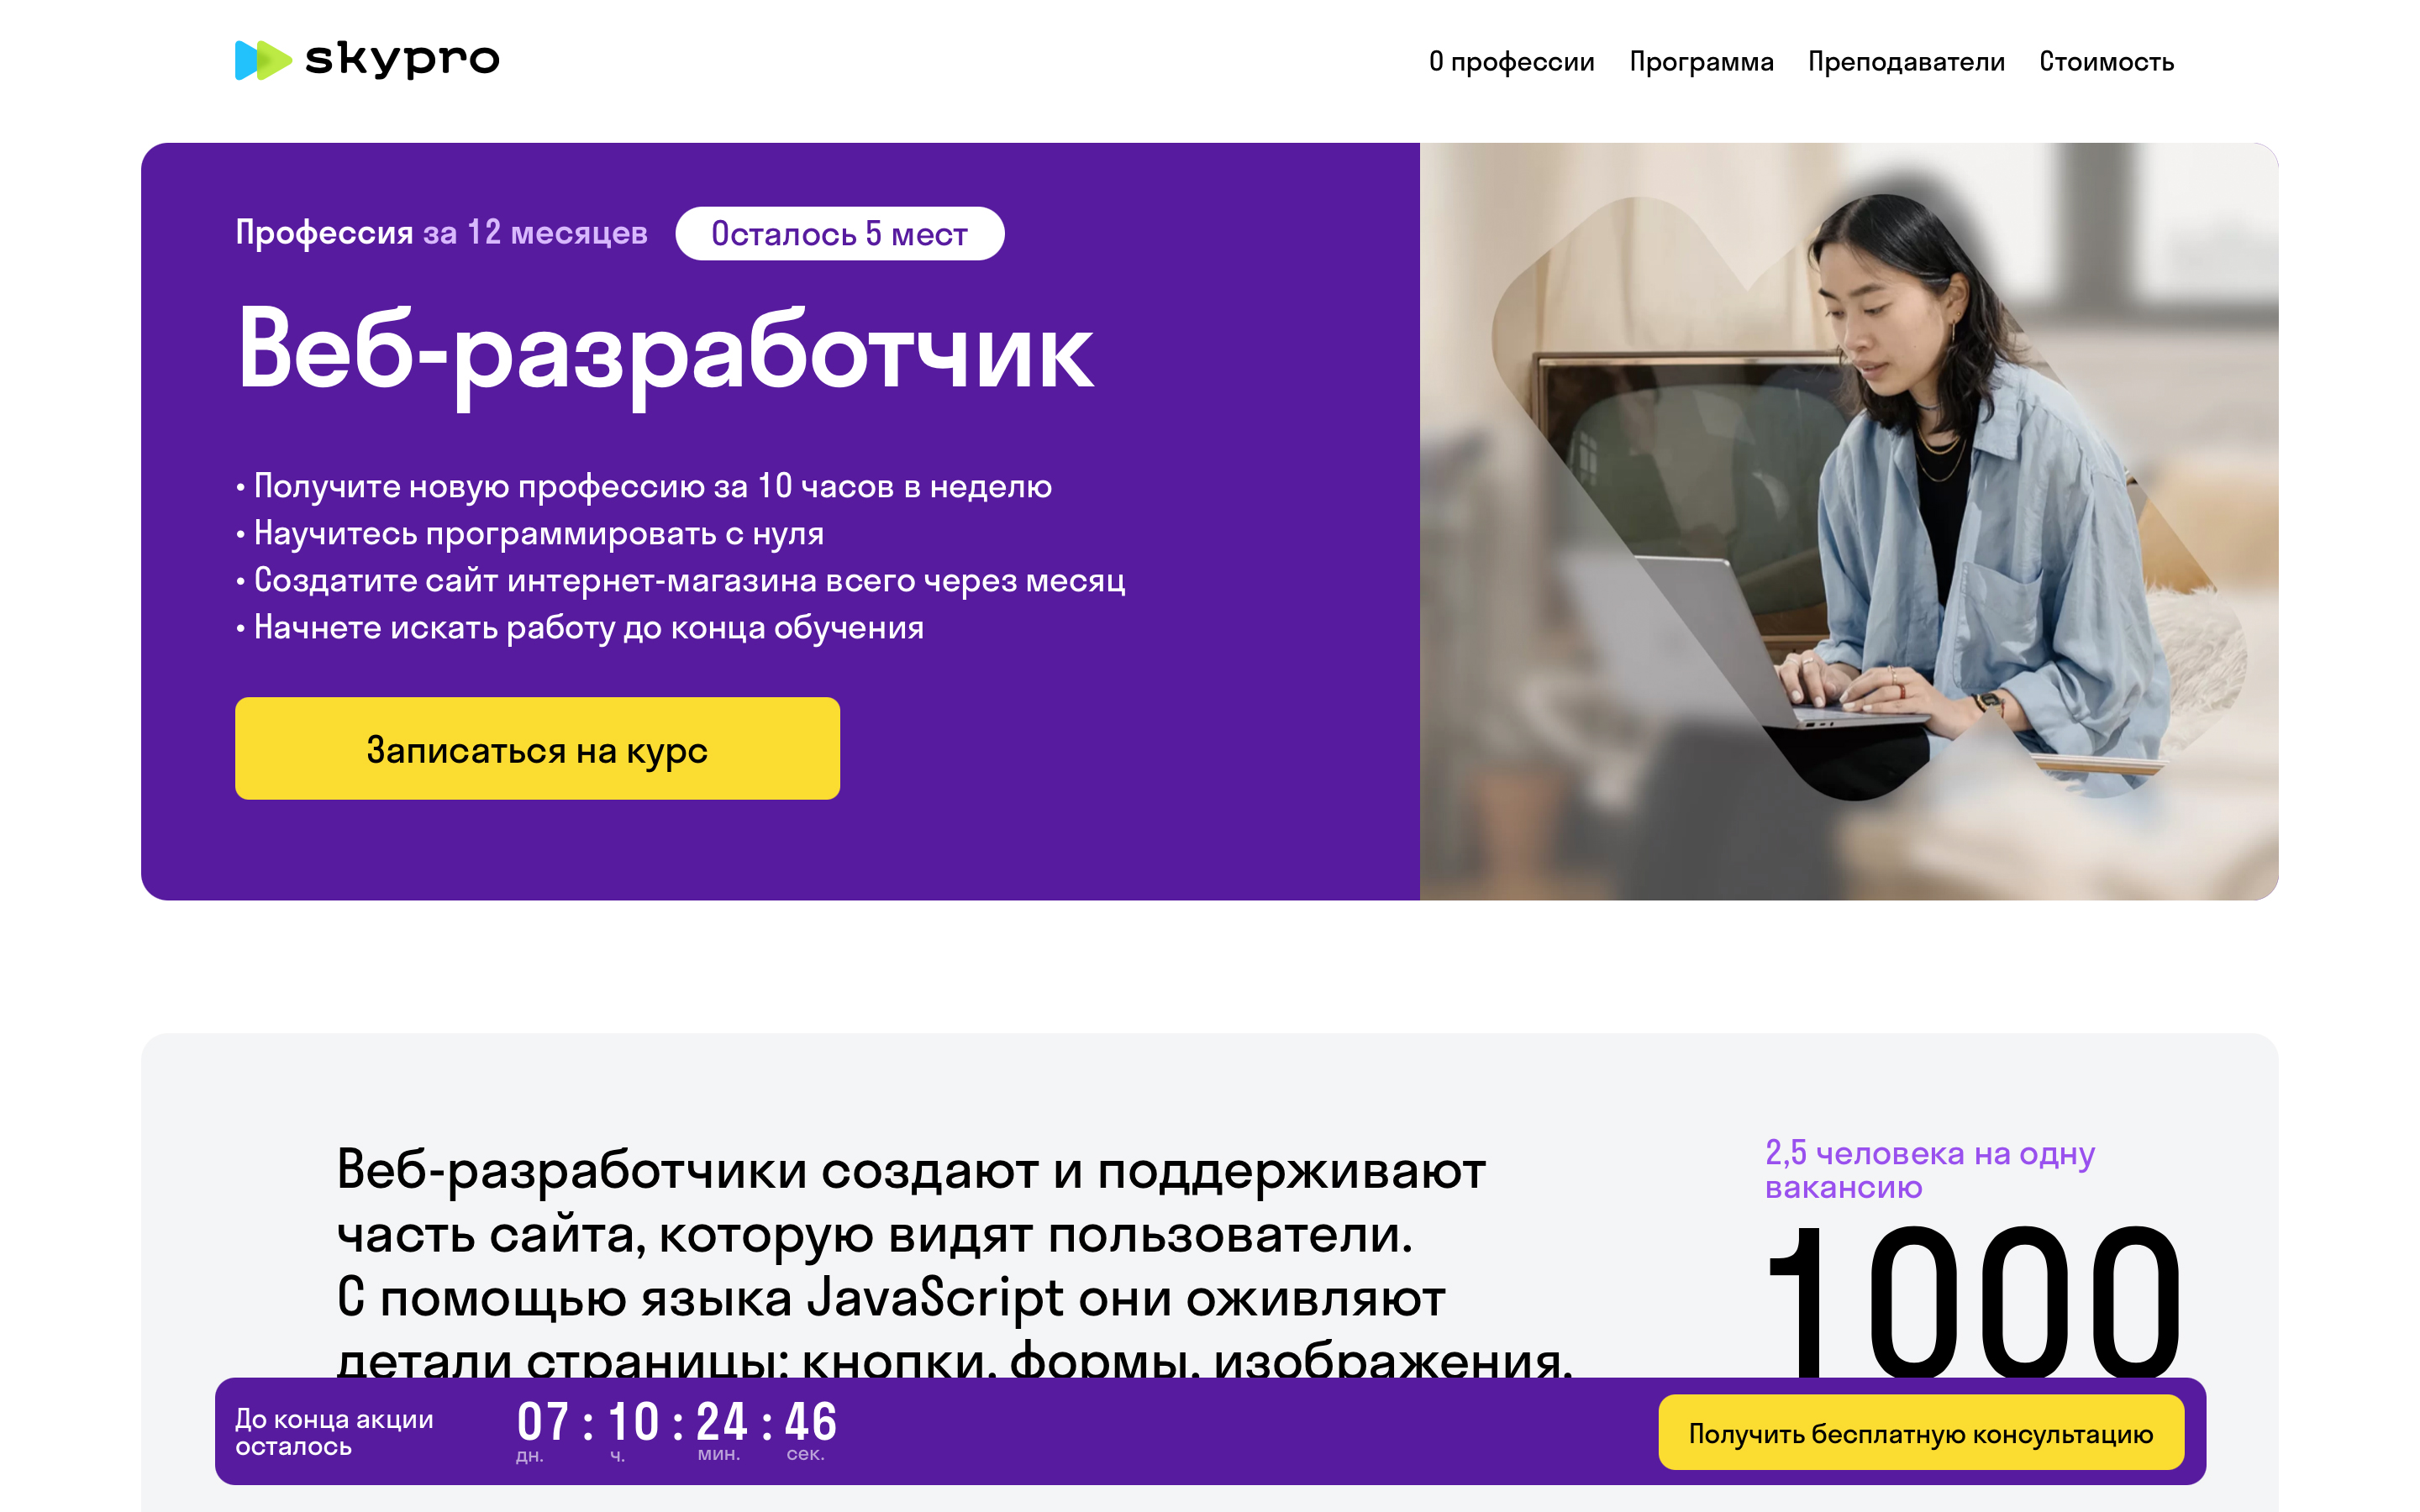 skypro
О профессии Программа Преподаватели Стоимость
Профессия за 12 месяцев Осталось 5 мест
Веб-разработчик
• Получите новую профессию за 10 часов в неделю
• Научитесь программировать с нуля
• Создатите сайт интернет-магазина всего через месяц
• Начнете искать работу до конца обучения
Записаться на курс
Веб-разработчики создают и поддерживают
часть сайта, которую видят пользователи.
С помощью языка JavaScript они оживляют
детали страницы: кнопки, формы, изображения.
2,5 человека на одну
вакансию
1000
До конца акции
осталось
07 : 10 : 24 : 46
дн. ч. мин. сек.
Получить бесплатную консультацию